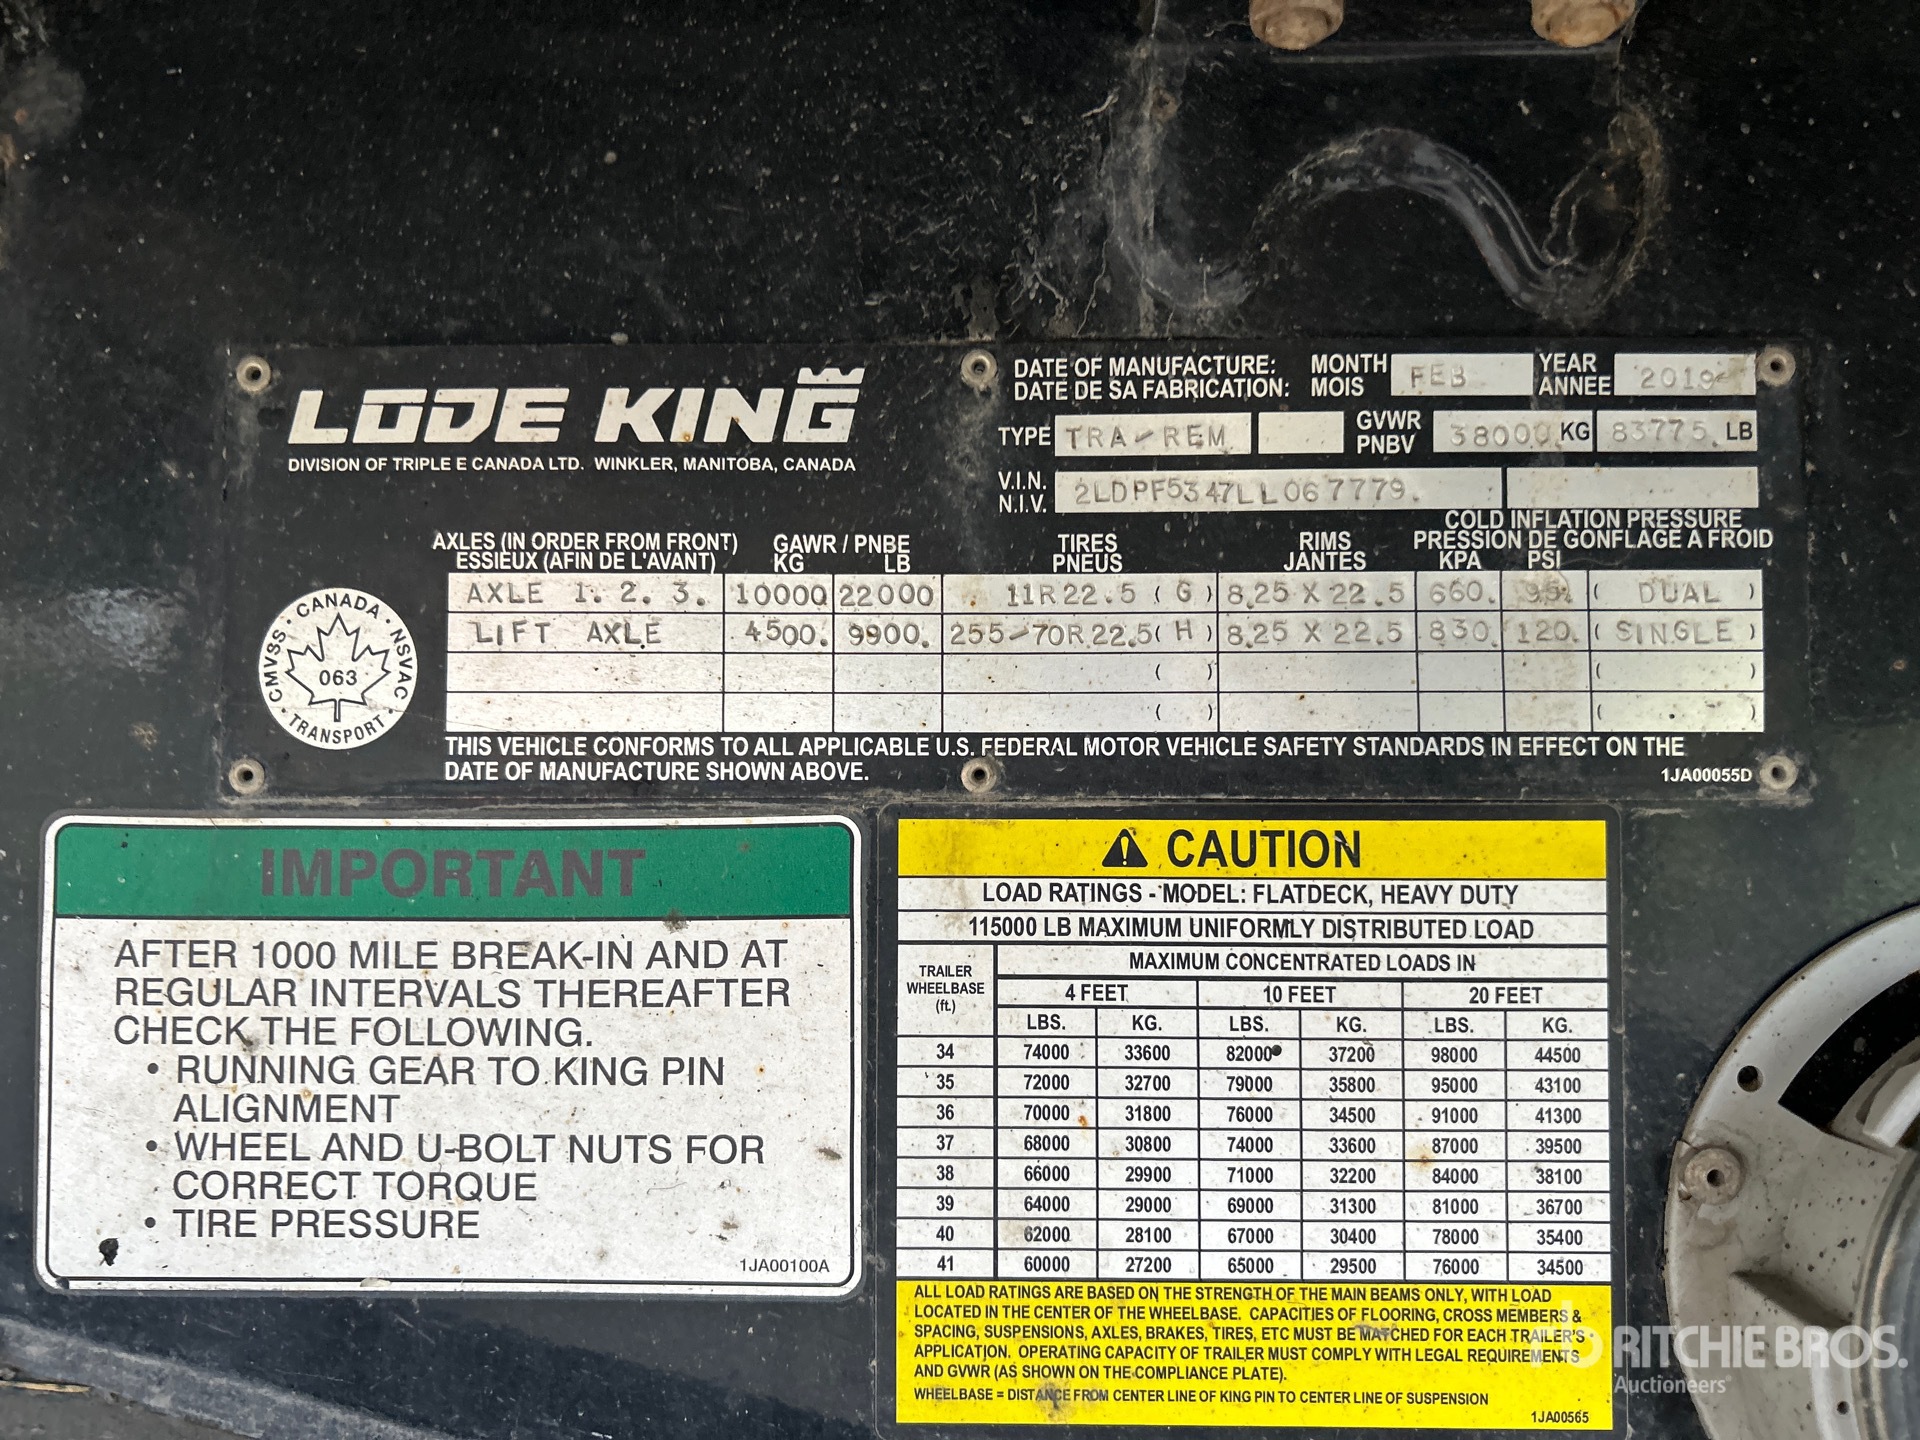 LODE KING
DIVISION OF TRIPLE E CANADA LTD. WINKLER, MANITOBA, CANADA
DATE OF MANUFACTURE: MONTH FEB YEAR 2019
DATE DE SA FABRICATION: MOIS ANNEE
TYPE TRA-REM GVWR PNBV 38000 KG 83775. LB
V.I.N. N.I.V. 2LDPF5347LL067779.
COLD INFLATION PRESSURE
AXLES (IN ORDER FROM FRONT) GAWR / PNBE TIRES RIMS PRESSION DE GONFLAGE A FROID
ESSIEUX (AFIN DE L'AVANT) KG LB PNEUS JANTES KPA PSI
AXLE 1. 2. 3. 10000 22000 11R22.5 (G) 8.25 X 22.5 660. 95. (DUAL)
LIFT AXLE 4500. 9900. 255-70R22.5(H) 8.25 X 22.5 830. 120. (SINGLE)
( ) ( )
( ) ( )
CANADA · NSVAC · TRANSPORT · CMVSS ·
063
THIS VEHICLE CONFORMS TO ALL APPLICABLE U.S. FEDERAL MOTOR VEHICLE SAFETY STANDARDS IN EFFECT ON THE
DATE OF MANUFACTURE SHOWN ABOVE. 1JA00055D
IMPORTANT
AFTER 1000 MILE BREAK-IN AND AT
REGULAR INTERVALS THEREAFTER
CHECK THE FOLLOWING.
• RUNNING GEAR TO KING PIN
ALIGNMENT
• WHEEL AND U-BOLT NUTS FOR
CORRECT TORQUE
• TIRE PRESSURE
1JA00100A
CAUTION
LOAD RATINGS - MODEL: FLATDECK, HEAVY DUTY
115000 LB MAXIMUM UNIFORMLY DISTRIBUTED LOAD
TRAILER WHEELBASE (ft.) MAXIMUM CONCENTRATED LOADS IN
4 FEET 10 FEET 20 FEET
LBS. KG. LBS. KG. LBS. KG.
34 74000 33600 82000 37200 98000 44500
35 72000 32700 79000 35800 95000 43100
36 70000 31800 76000 34500 91000 41300
37 68000 30800 74000 33600 87000 39500
38 66000 29900 71000 32200 84000 38100
39 64000 29000 69000 31300 81000 36700
40 62000 28100 67000 30400 78000 35400
41 60000 27200 65000 29500 76000 34500
ALL LOAD RATINGS ARE BASED ON THE STRENGTH OF THE MAIN BEAMS ONLY, WITH LOAD
LOCATED IN THE CENTER OF THE WHEELBASE. CAPACITIES OF FLOORING, CROSS MEMBERS &
SPACING, SUSPENSIONS, AXLES, BRAKES, TIRES, ETC MUST BE MATCHED FOR EACH TRAILER'S
APPLICATION. OPERATING CAPACITY OF TRAILER MUST COMPLY WITH LEGAL REQUIREMENTS
AND GVWR (AS SHOWN ON THE COMPLIANCE PLATE).
WHEELBASE = DISTANCE FROM CENTER LINE OF KING PIN TO CENTER LINE OF SUSPENSION
1JA00565
rb RITCHIE BROS.
Auctioneers